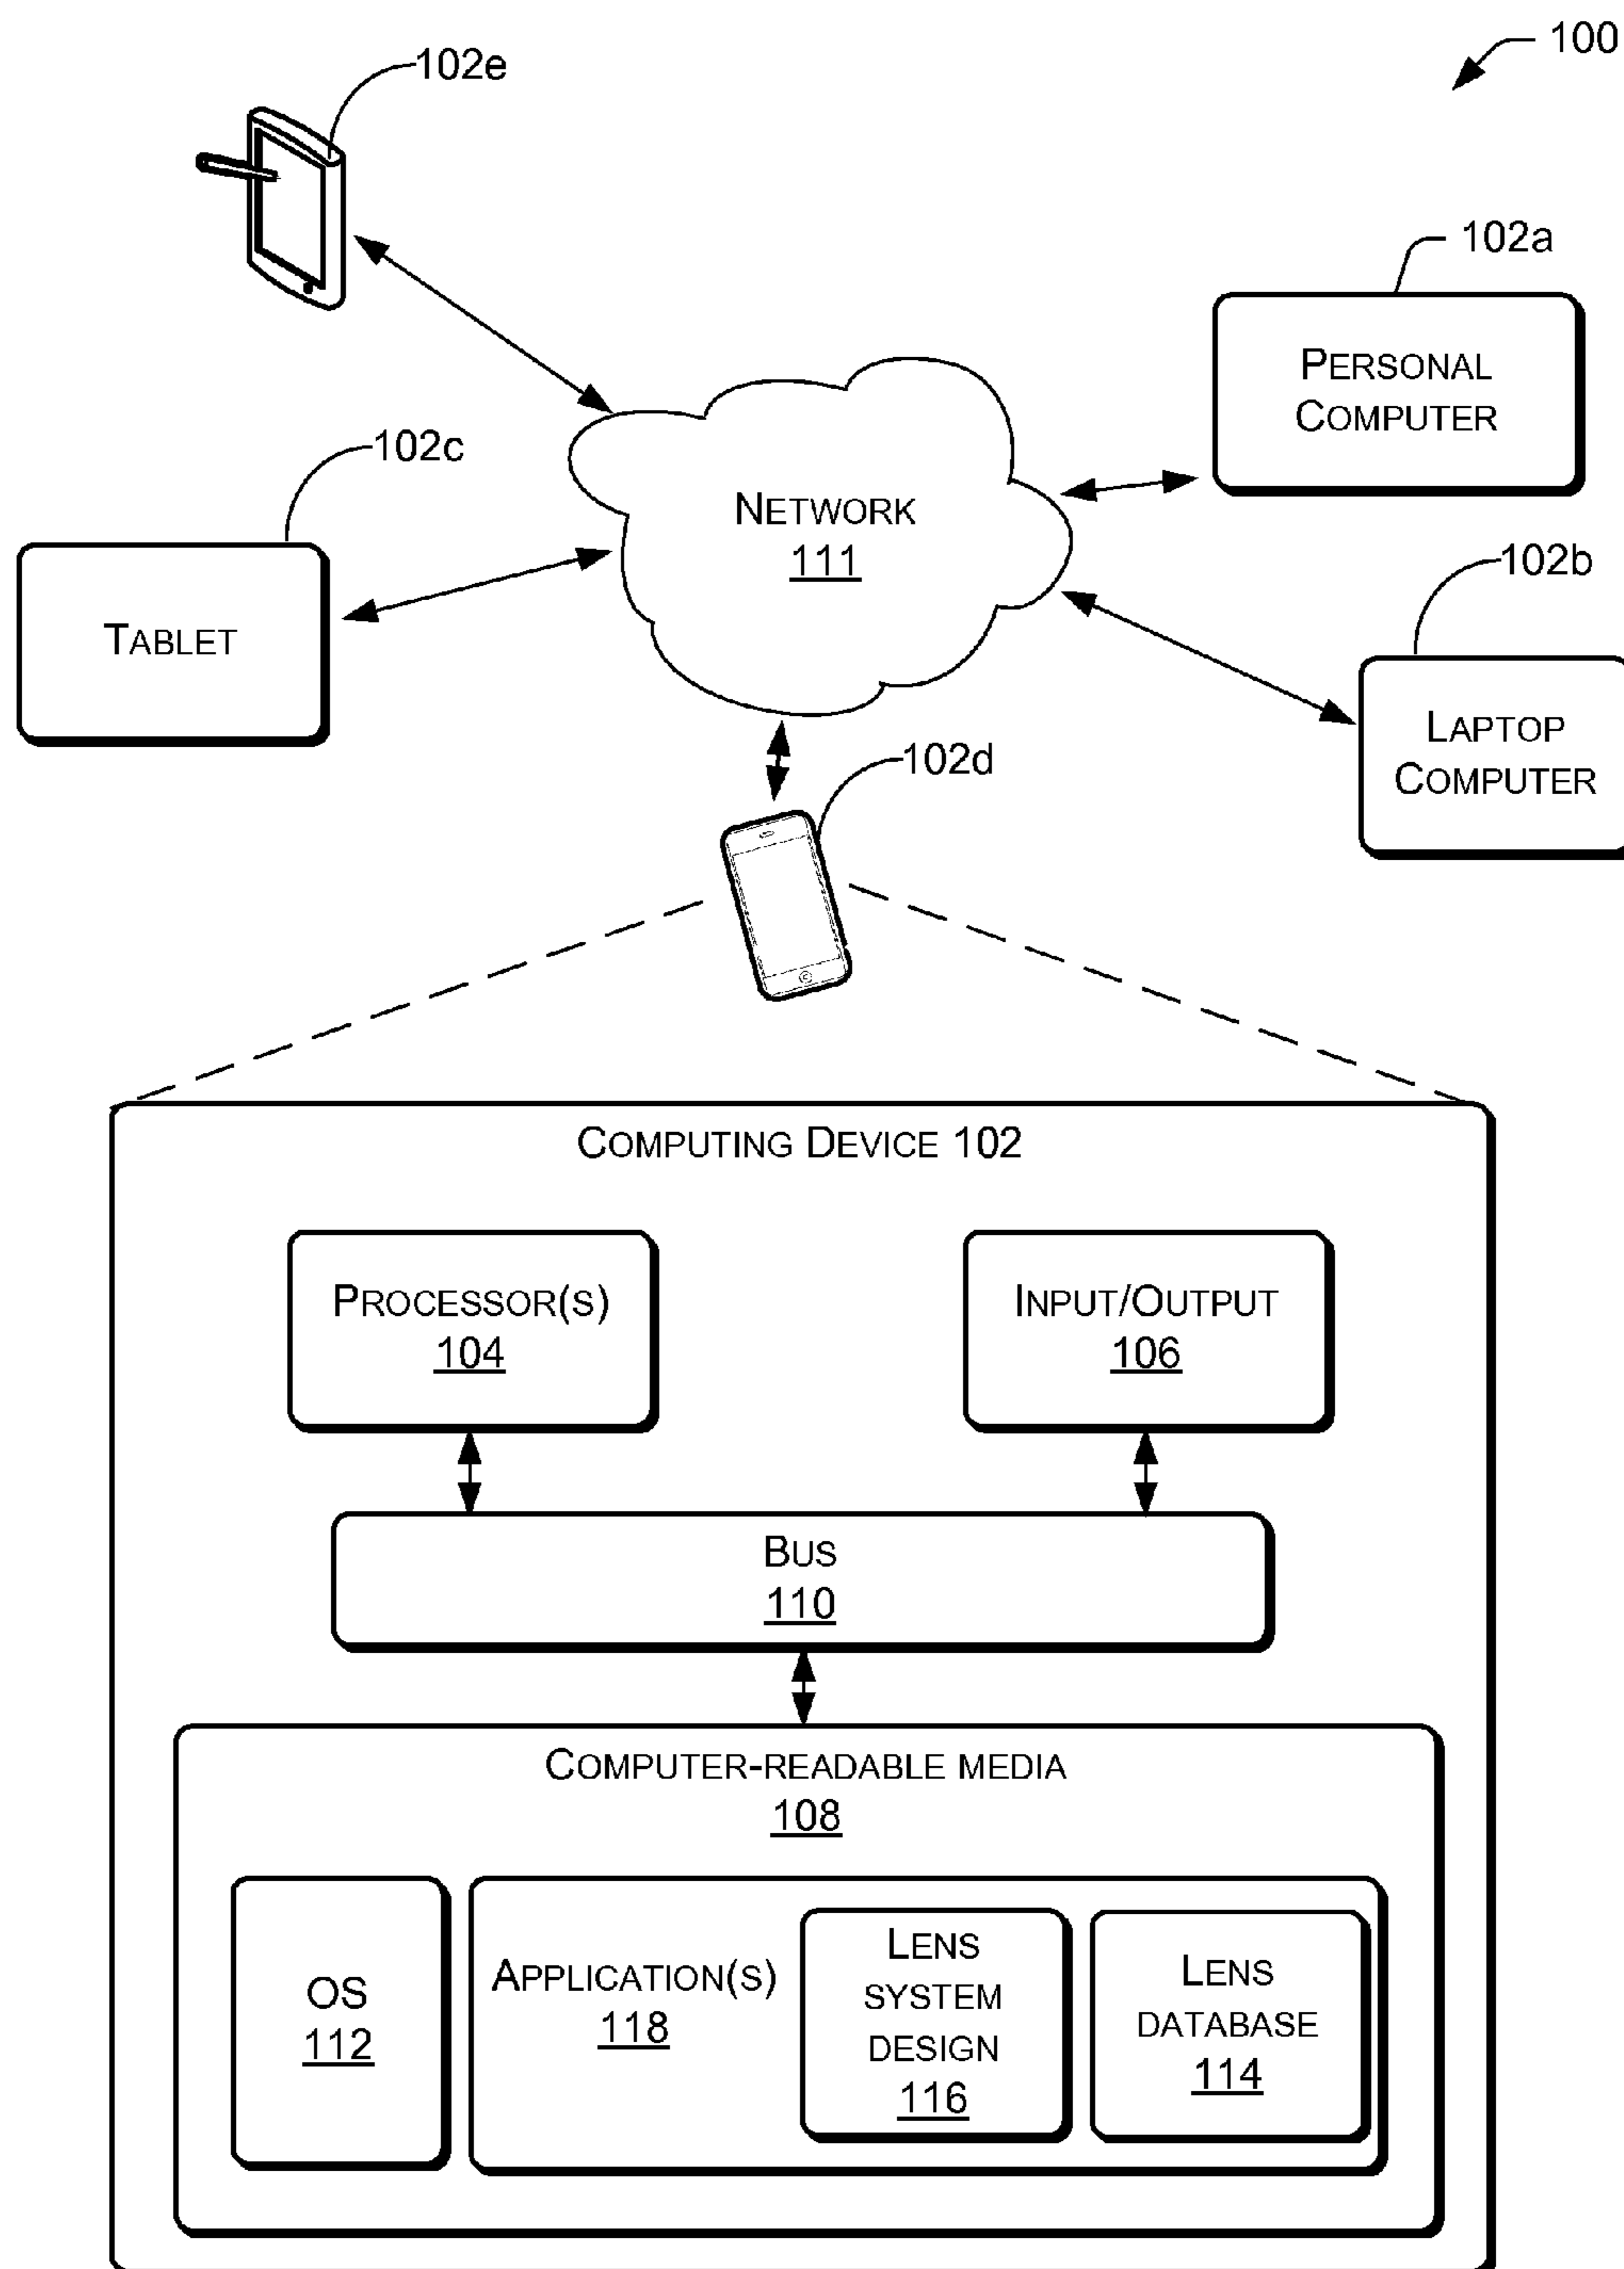 100
102e
102a
PERSONAL
COMPUTER
102c
NETWORK
111
102b
TABLET
LAPTOP
COMPUTER
102d
COMPUTING DEVICE 102
PROCESSOR(S)
104
INPUT/OUTPUT
106
BUS
110
COMPUTER-READABLE MEDIA
108
OS
112
APPLICATION(S)
118
LENS
SYSTEM
DESIGN
116
LENS
DATABASE
114